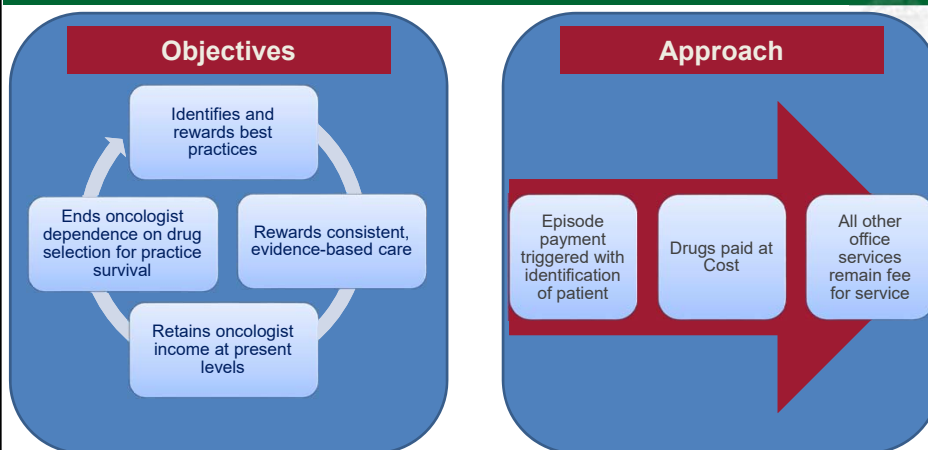 Objectives
Identifies and
rewards best
practices
Ends oncologist
dependence on drug
selection for practice
survival
Rewards consistent,
evidence-based care
Retains oncologist
income at present
levels
Approach
Episode
payment
triggered with
identification
of patient
Drugs paid at
Cost
All other
office
services
remain fee
for service